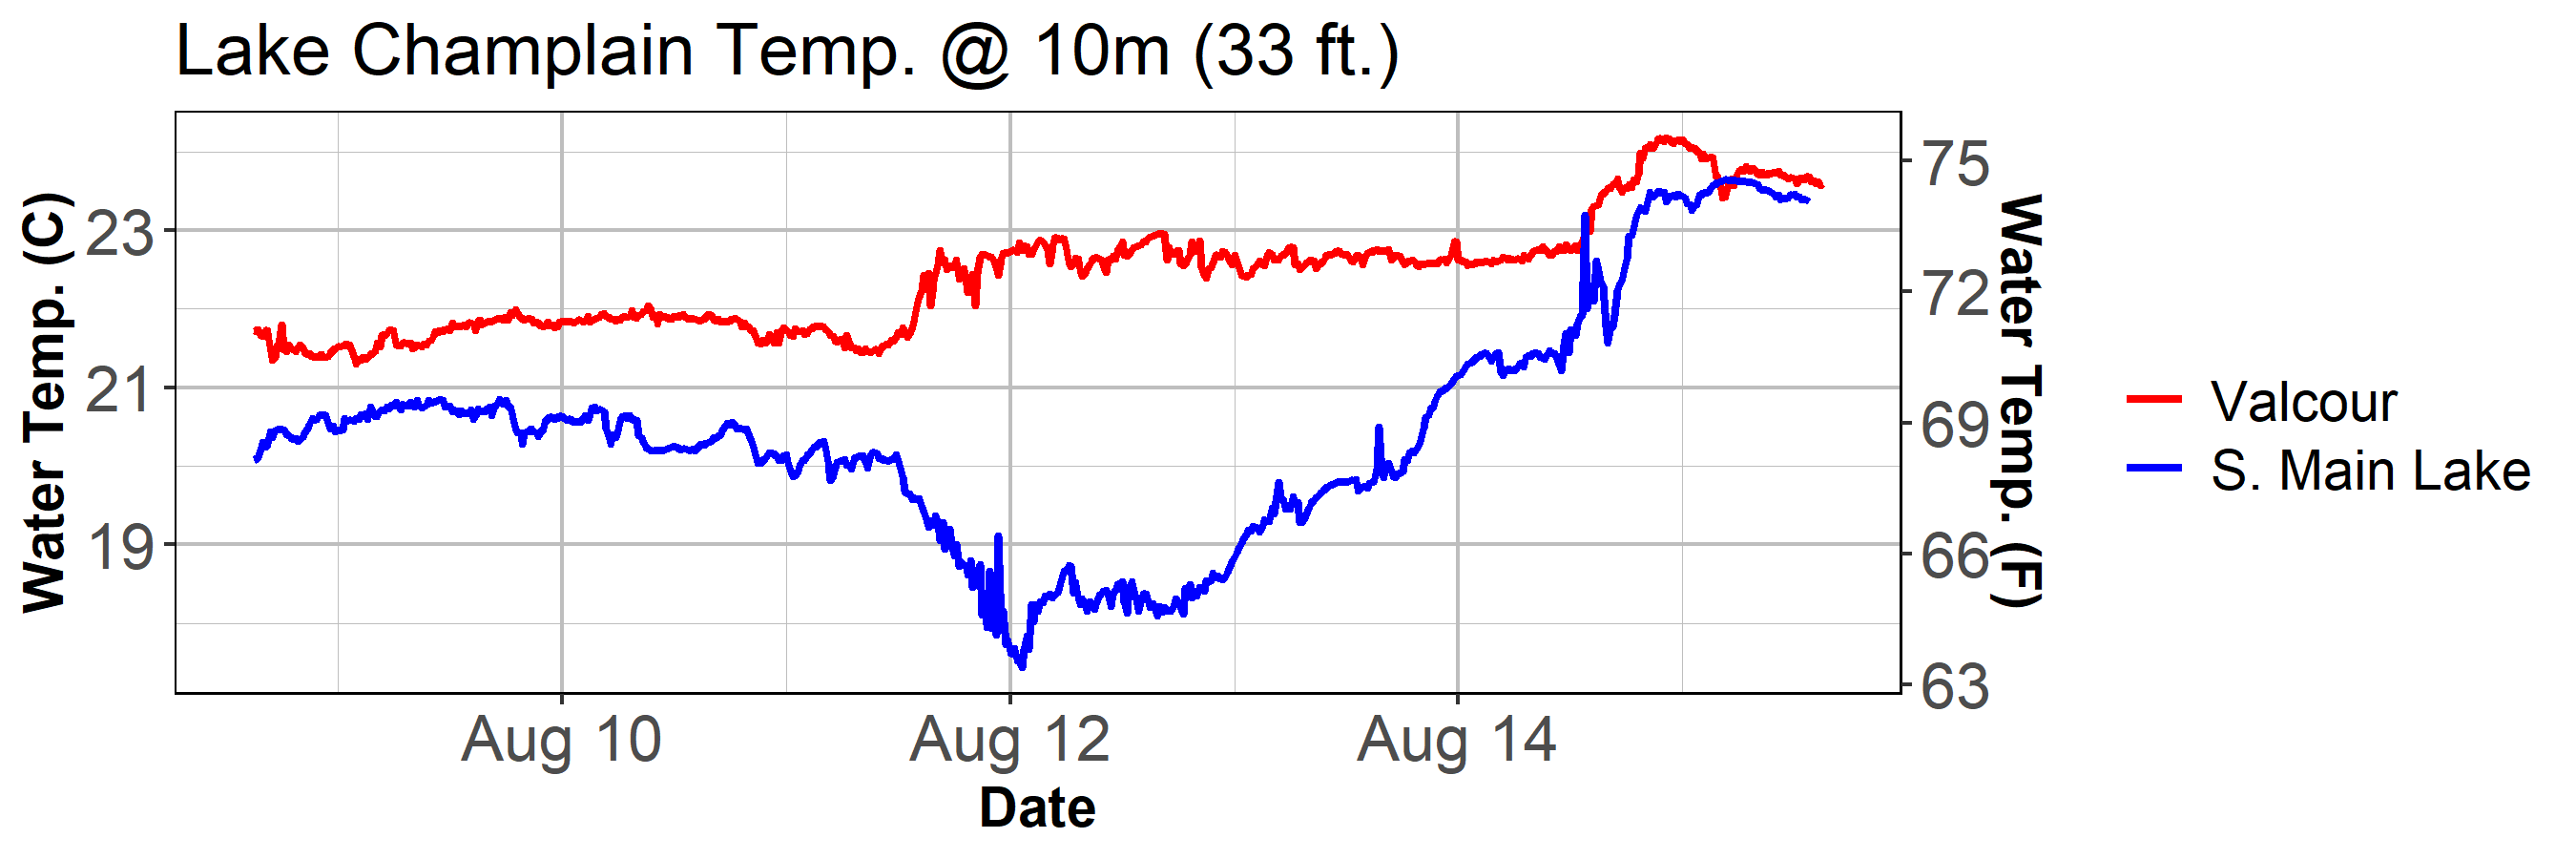 Lake Champlain Temp. @ 10m (33 ft.)
Water Temp. (C)
23
21
19
75
72
69
66
63
Water Temp. (F)
Aug 10
Aug 12
Aug 14
Date
Valcour
S. Main Lake